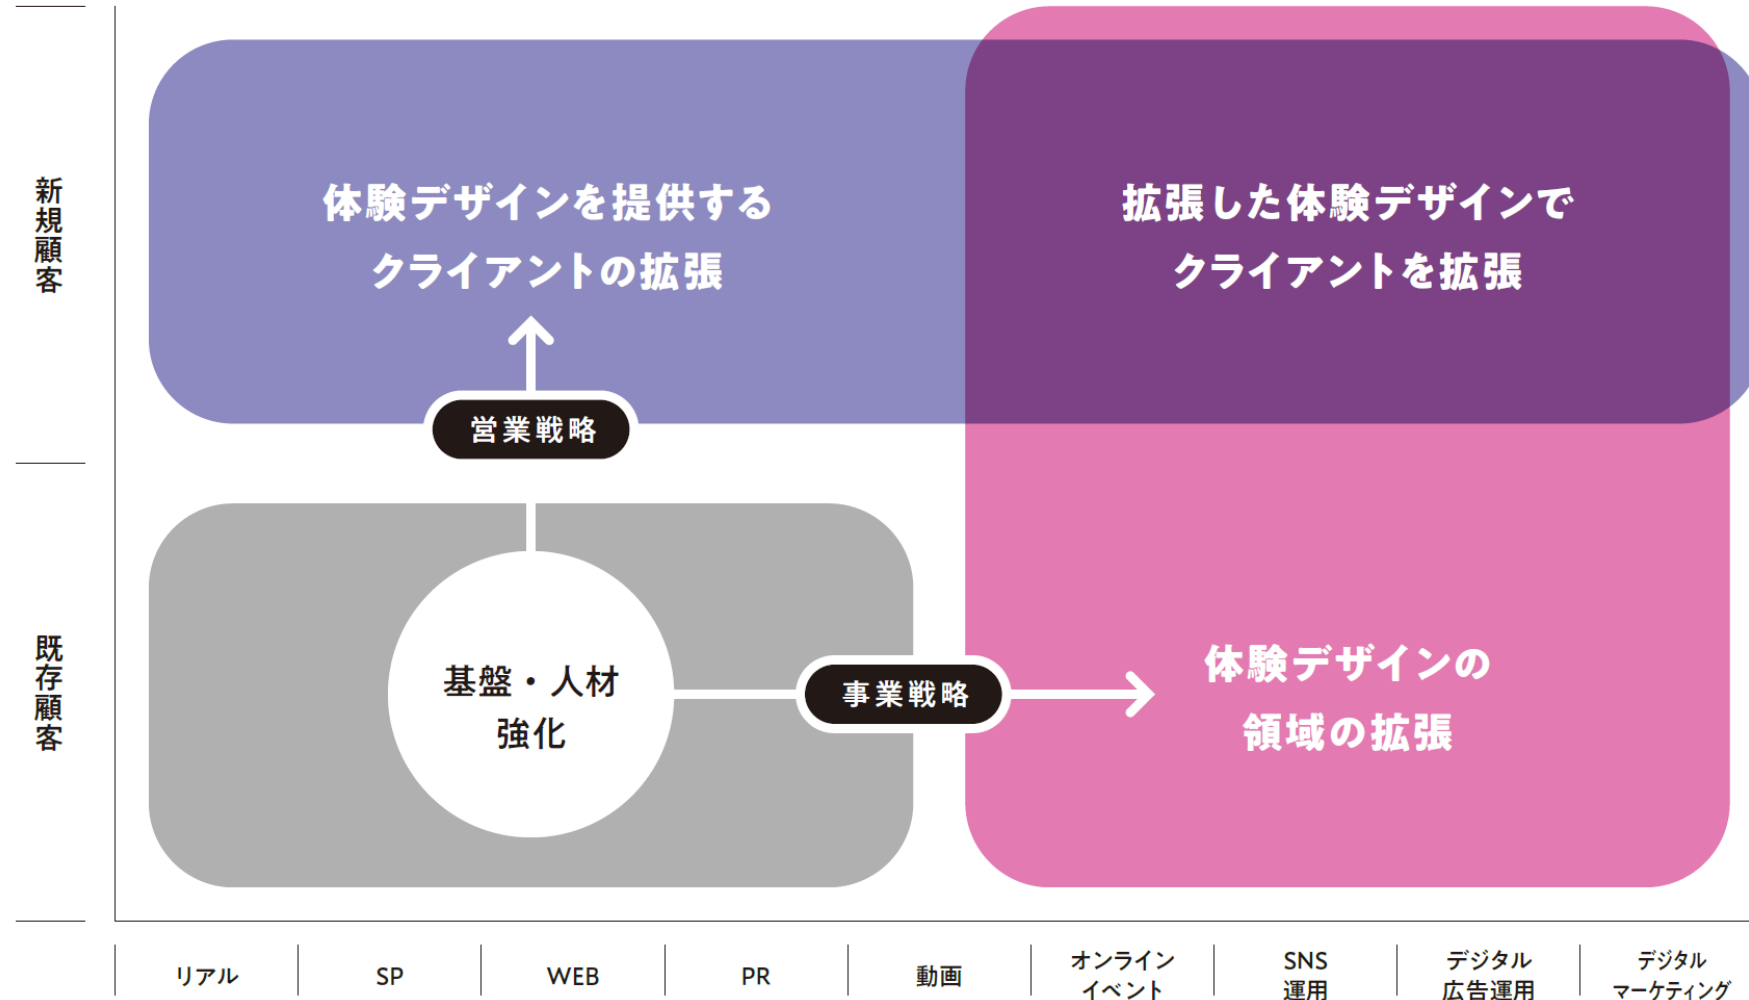 新規顧客
体験デザインを提供する
クライアントの拡張
拡張した体験デザインで
クライアントを拡張
営業戦略
既存顧客
基盤・人材
強化
事業戦略
体験デザインの
領域の拡張
リアル
SP
WEB
PR
動画
オンライン
イベント
SNS
運用
デジタル
広告運用
デジタル
マーケティング